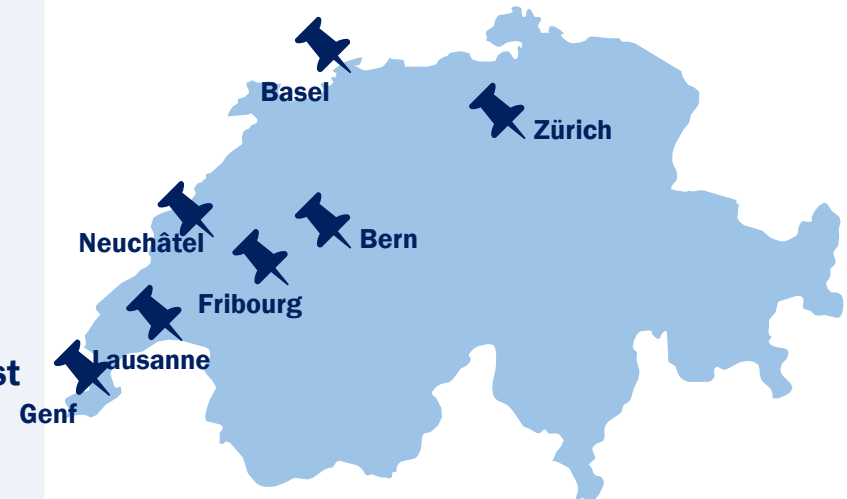 Basel
Zürich
Neuchâtel
Bern
Fribourg
Lausanne
st
Genf